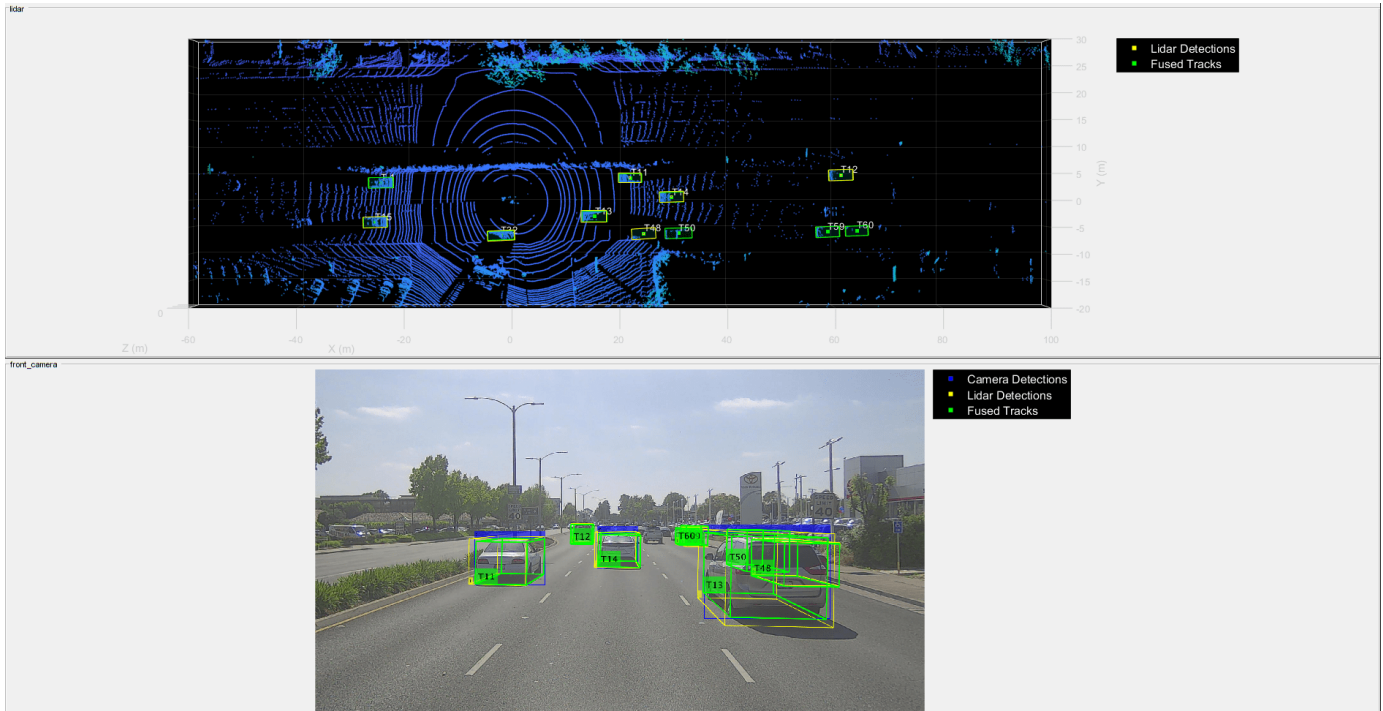 lidar
Lidar Detections
Fused Tracks
30
25
20
15
10
5
0
-5
-10
-15
-20
Y (m)
T11
T12
T14
T13
T15
T48
T50
T59
T60
0
-60
-40
-20
0
20
40
60
80
100
Z (m)
X (m)
front_camera
Camera Detections
Lidar Detections
Fused Tracks
40
T12
T60
T50
T14
T48
T11
T13